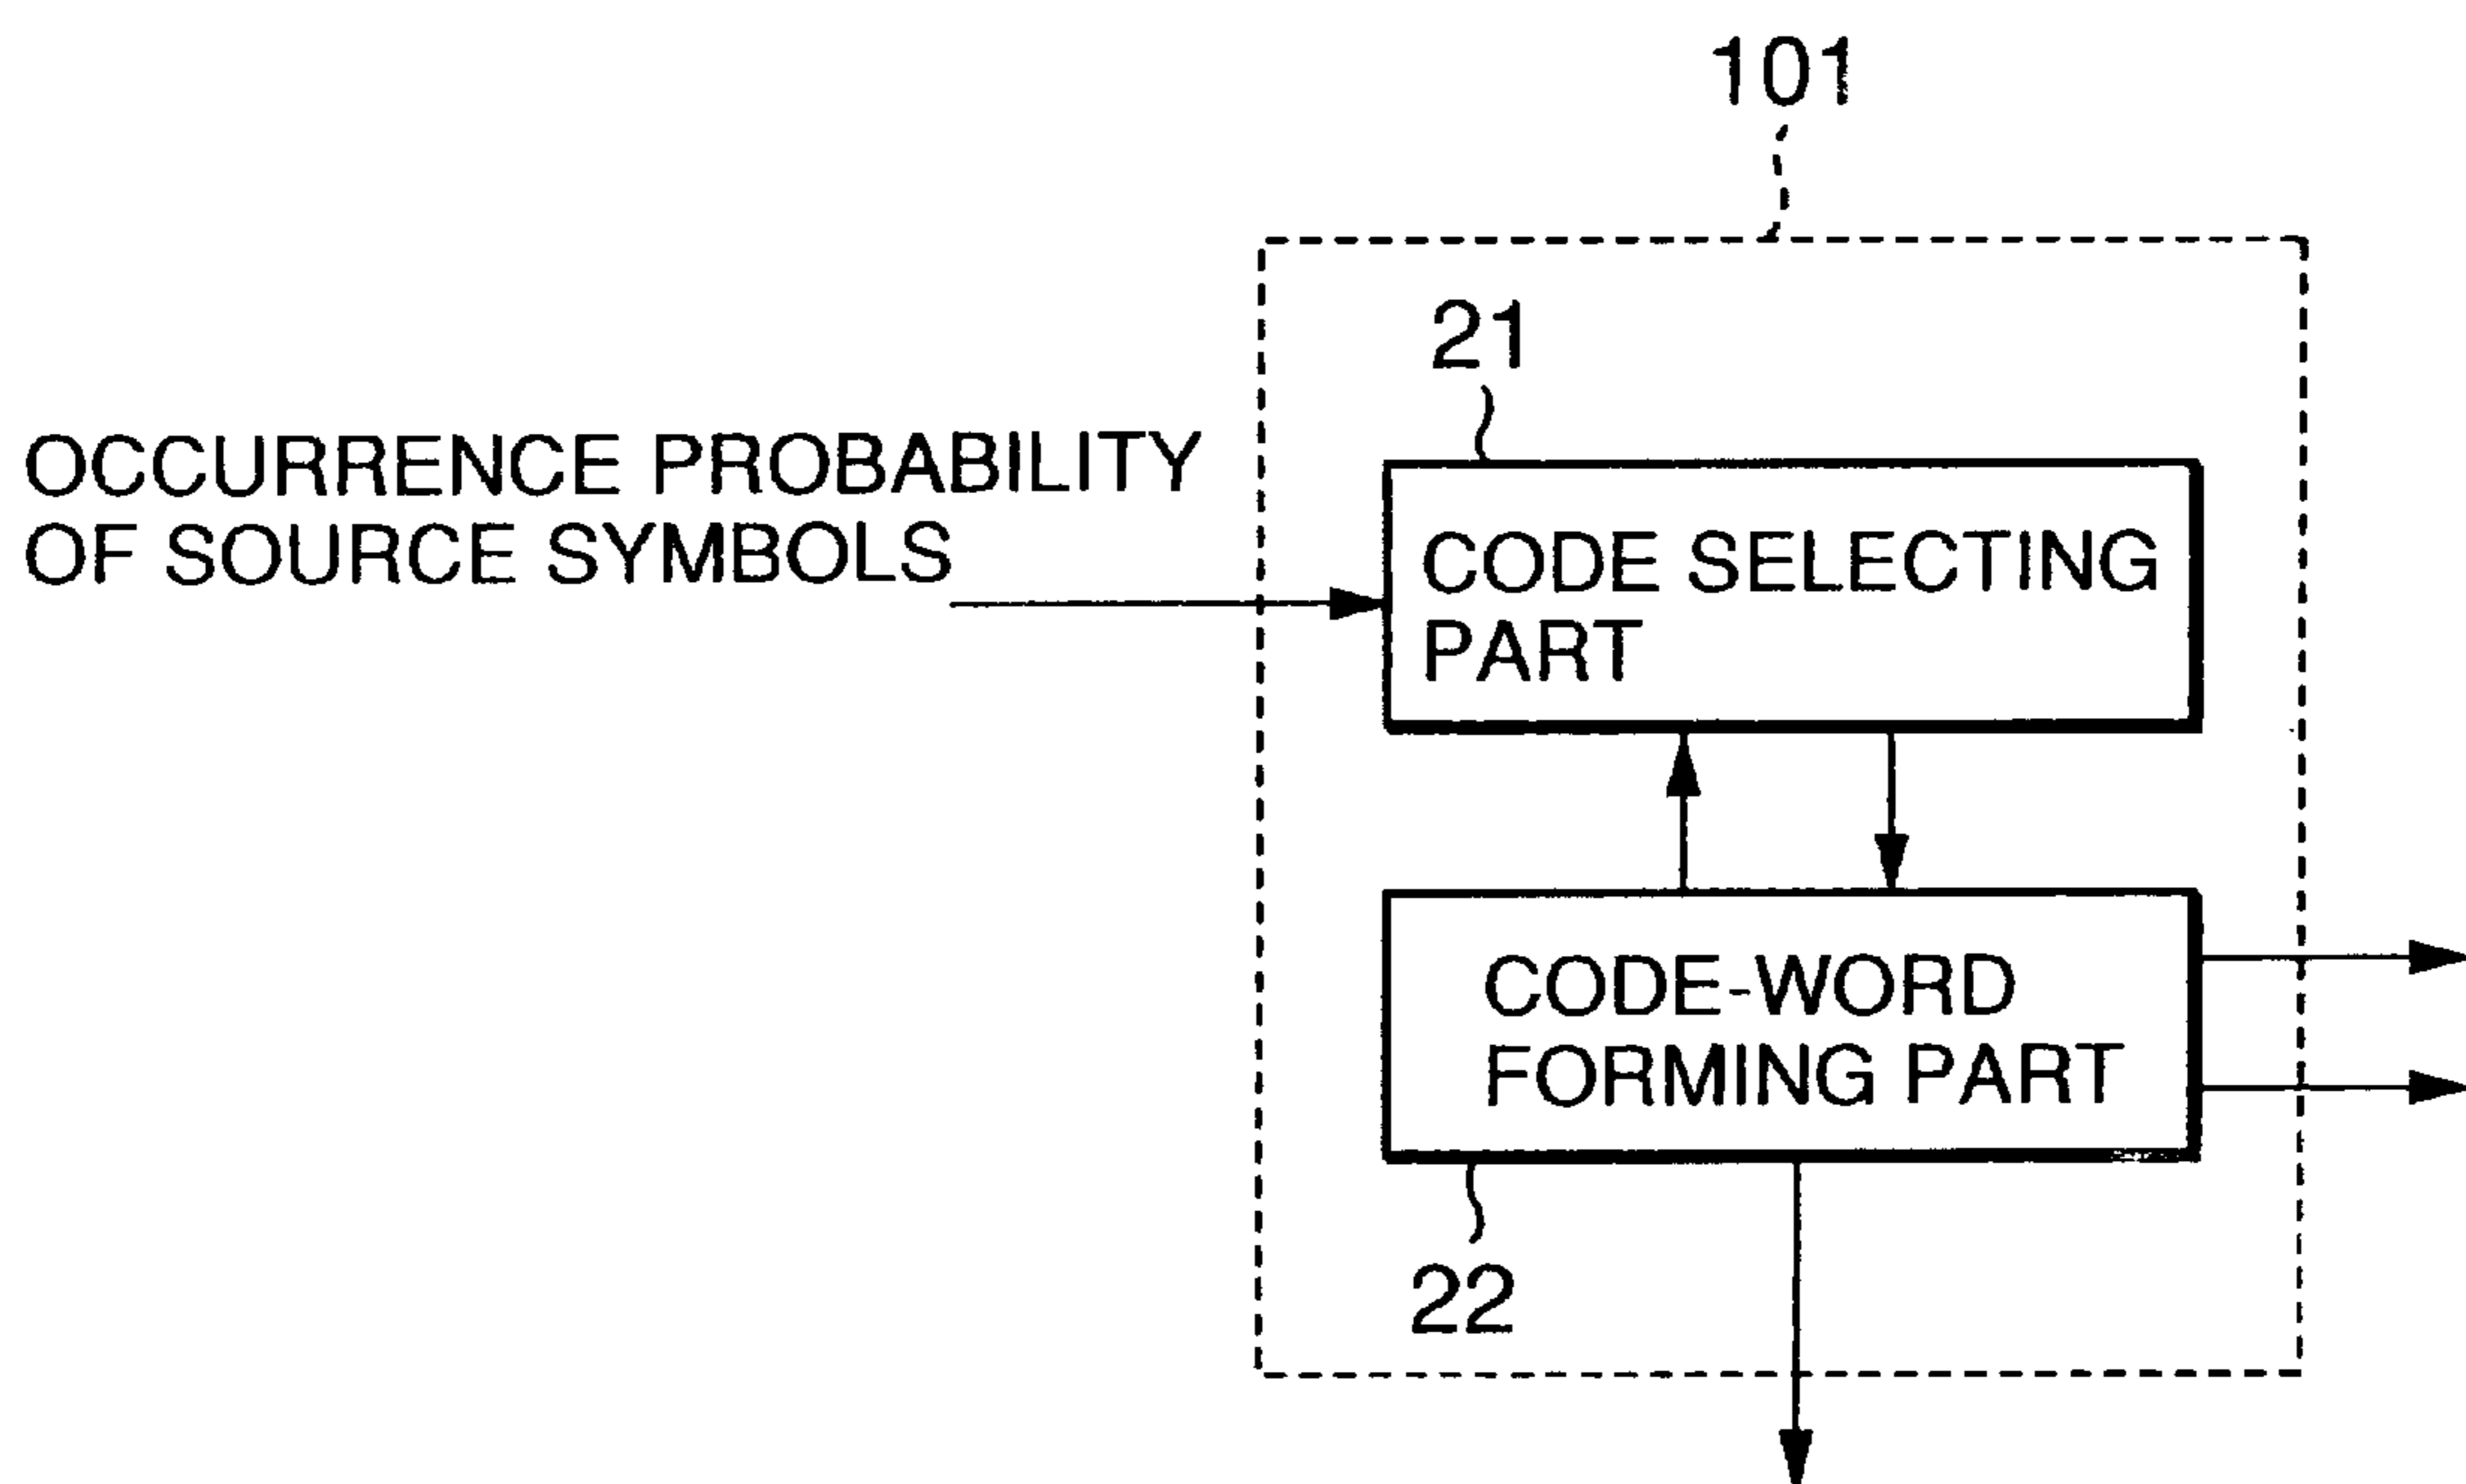 101
21
OCCURRENCE PROBABILITY
OF SOURCE SYMBOLS
CODE SELECTING
PART
CODE-WORD
FORMING PART
22